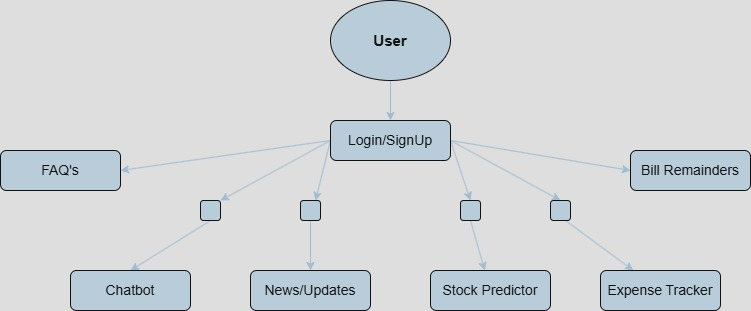 User
Login/SignUp
FAQ's
Bill Remainders
Chatbot
News/Updates
Stock Predictor
Expense Tracker